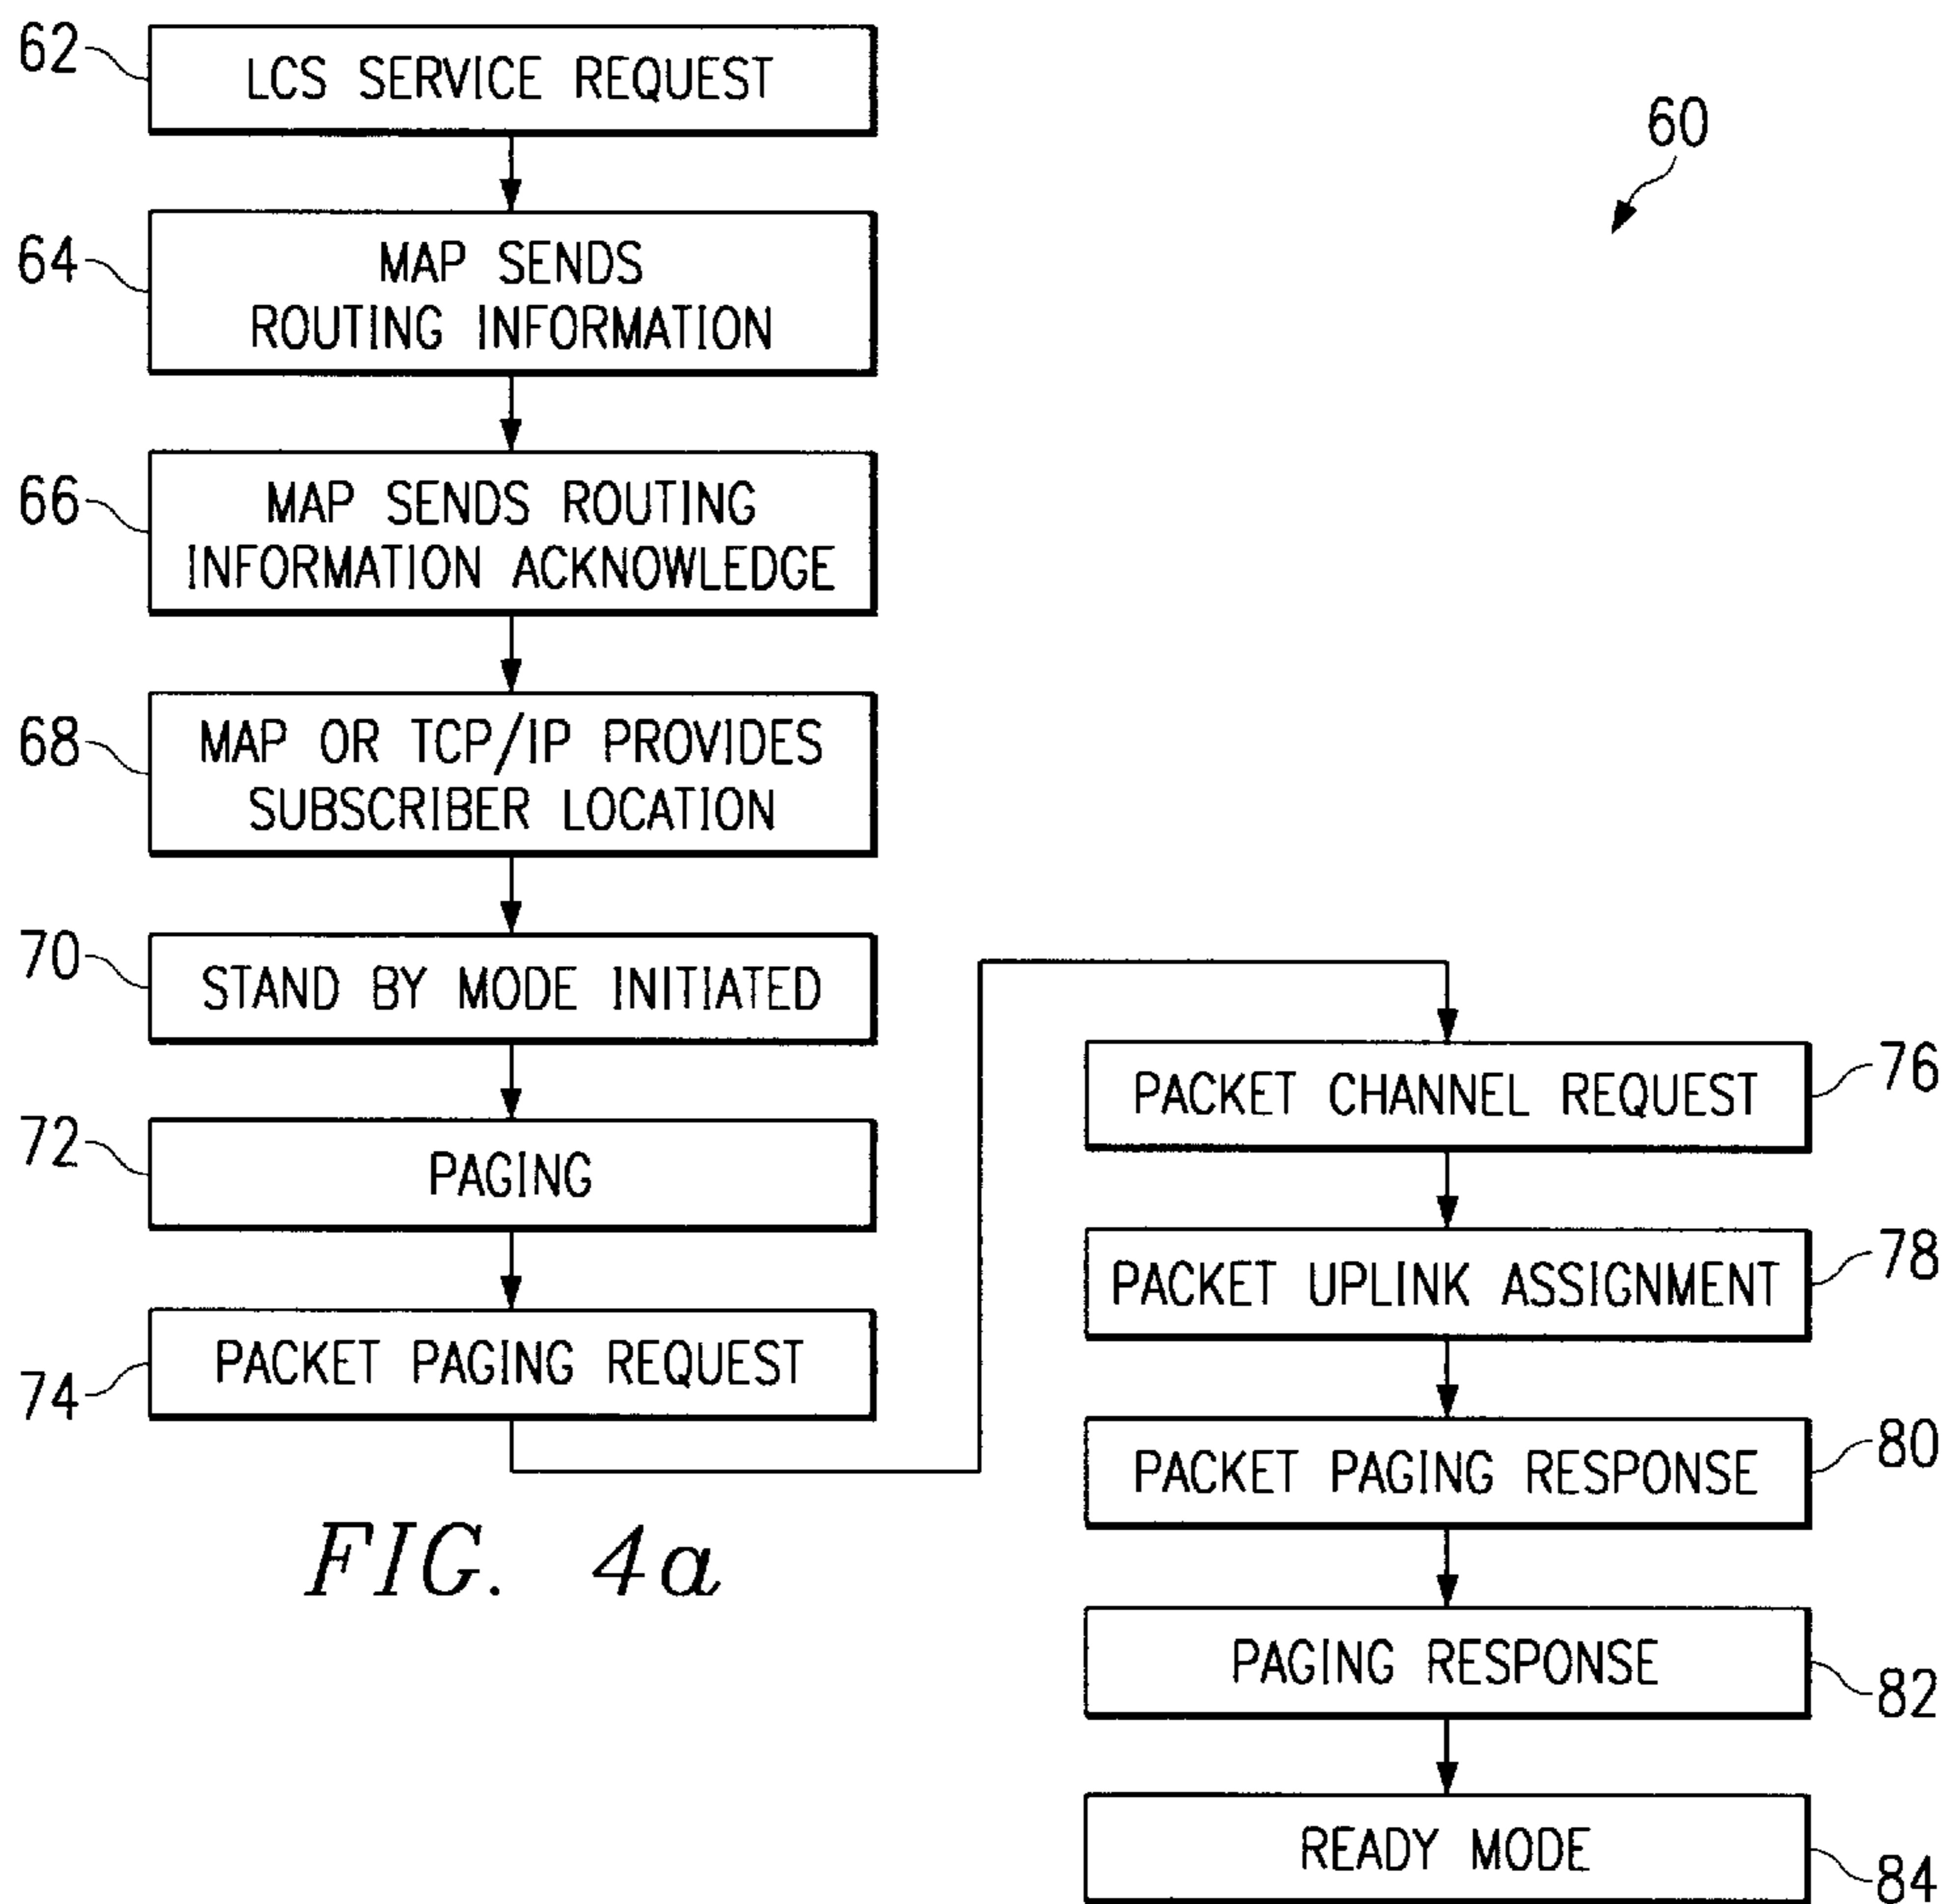 62
LCS SERVICE REQUEST
60
64
MAP SENDS
ROUTING INFORMATION
66
MAP SENDS ROUTING
INFORMATION ACKNOWLEDGE
68
MAP OR TCP/IP PROVIDES
SUBSCRIBER LOCATION
70
STAND BY MODE INITIATED
72
PAGING
74
PACKET PAGING REQUEST
76
PACKET CHANNEL REQUEST
78
PACKET UPLINK ASSIGNMENT
80
PACKET PAGING RESPONSE
82
PAGING RESPONSE
84
READY MODE
FIG. 4a